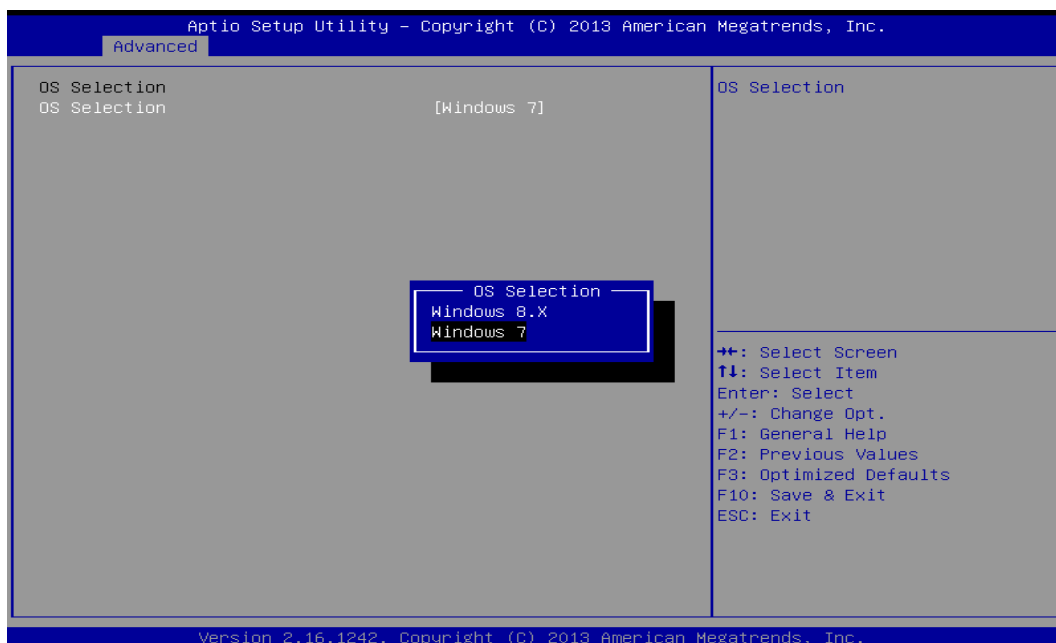 Aptio Setup Utility – Copyright (C) 2013 American Megatrends, Inc.
Advanced
OS Selection
OS Selection [Windows 7]
OS Selection
OS Selection
Windows 8.X
Windows 7
→←: Select Screen
↑↓: Select Item
Enter: Select
+/-: Change Opt.
F1: General Help
F2: Previous Values
F3: Optimized Defaults
F10: Save & Exit
ESC: Exit
Version 2.16.1242. Copyright (C) 2013 American Megatrends, Inc.